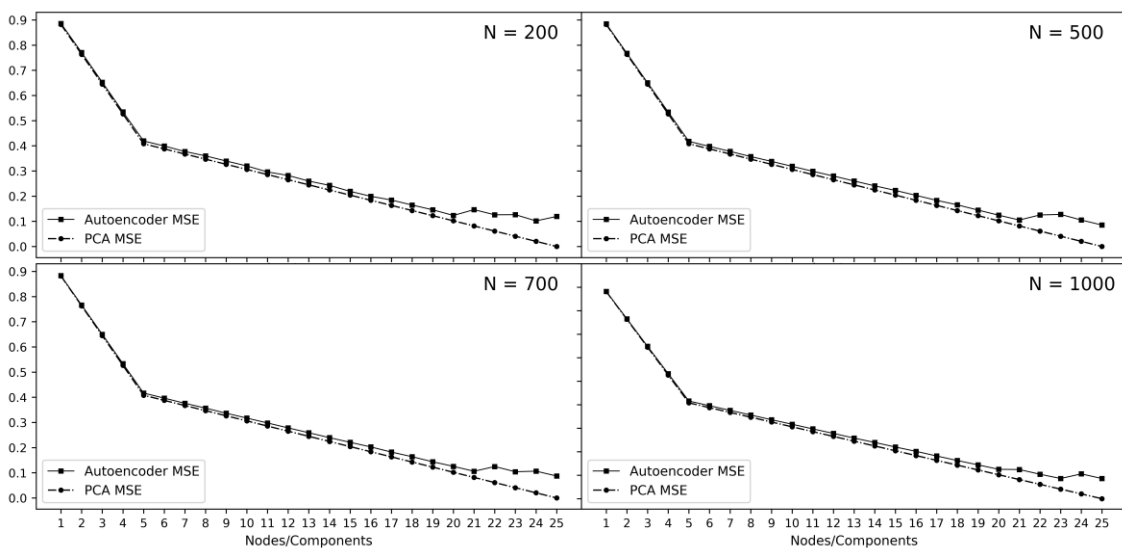 N = 200
0.9
0.8
0.7
0.6
0.5
0.4
0.3
0.2
0.1
0.0
Autoencoder MSE
PCA MSE
N = 500
Autoencoder MSE
PCA MSE
N = 700
0.9
0.8
0.7
0.6
0.5
0.4
0.3
0.2
0.1
0.0
Autoencoder MSE
PCA MSE
1 2 3 4 5 6 7 8 9 10 11 12 13 14 15 16 17 18 19 20 21 22 23 24 25
Nodes/Components
N = 1000
Autoencoder MSE
PCA MSE
1 2 3 4 5 6 7 8 9 10 11 12 13 14 15 16 17 18 19 20 21 22 23 24 25
Nodes/Components